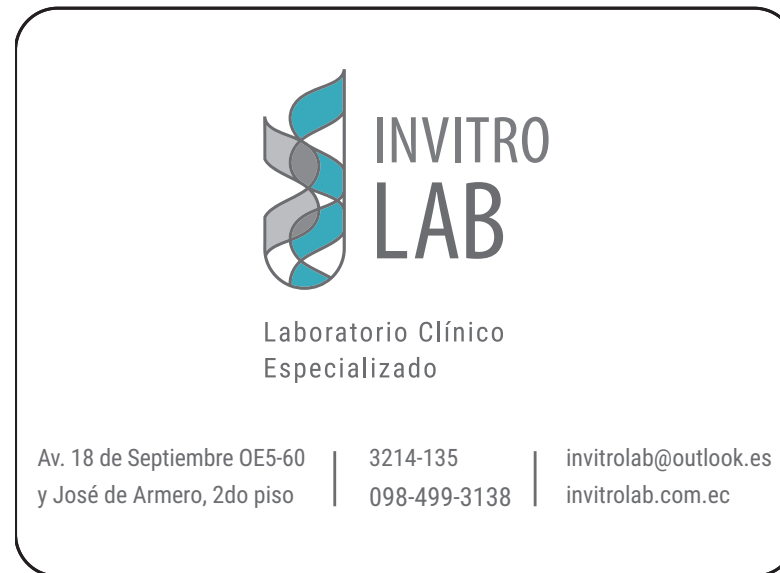 INVITRO
LAB
Laboratorio Clínico
Especializado
Av. 18 de Septiembre OE5-60
y José de Armero, 2do piso
3214-135
098-499-3138
invitrolab@outlook.es
invitrolab.com.ec